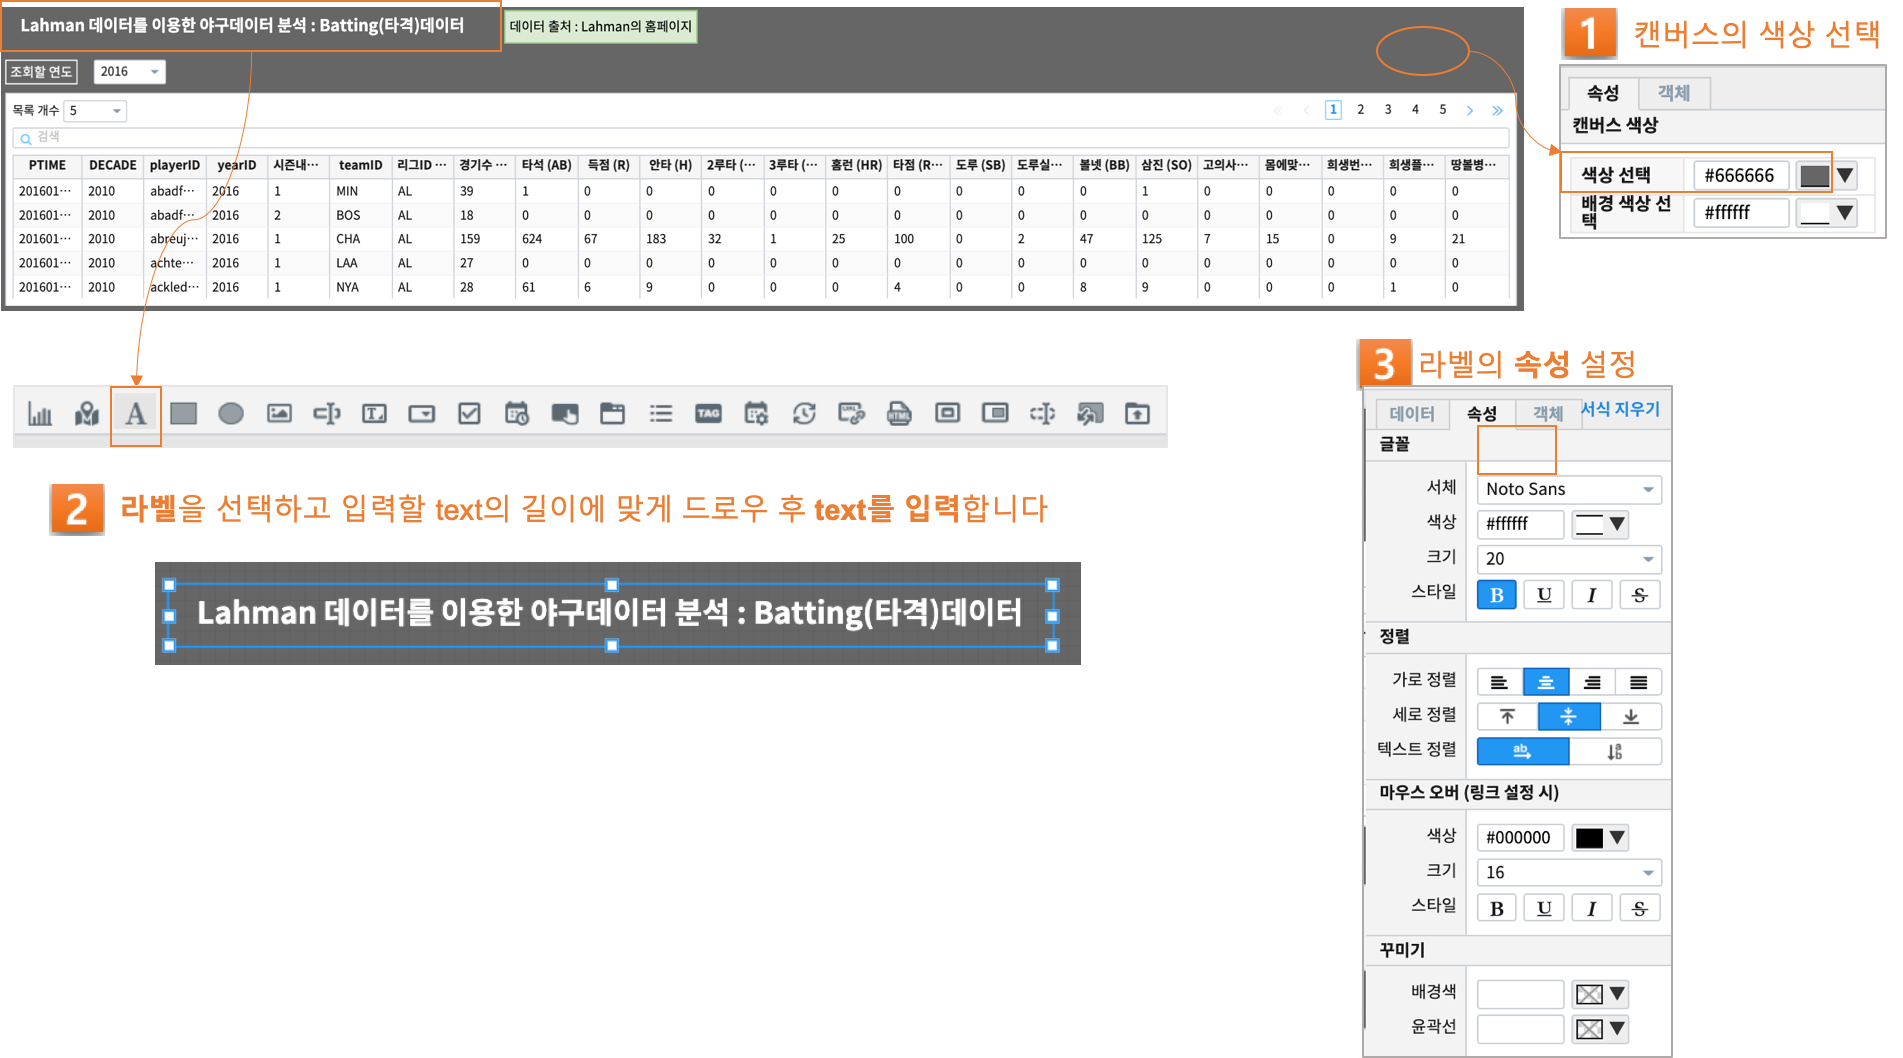 Lahman 데이터를 이용한 야구데이터 분석 : Batting(타격)데이터
데이터 출처 : Lahman의 홈페이지
조회할 연도 2016
목록 개수 5
1 2 3 4 5
검색
PTIME DECADE playerID yearID 시즌내··· teamID 리그ID ··· 경기수 ··· 타석 (AB) 득점 (R) 안타 (H) 2루타 (··· 3루타 (··· 홈런 (HR) 타점 (R··· 도루 (SB) 도루실··· 볼넷 (BB) 삼진 (SO) 고의사··· 몸에맞··· 희생번··· 희생플··· 땅볼병···
201601··· 2010 abadf··· 2016 1 MIN AL 39 1 0 0 0 0 0 0 0 0 0 1 0 0 0 0 0
201601··· 2010 abadf··· 2016 2 BOS AL 18 0 0 0 0 0 0 0 0 0 0 0 0 0 0 0 0
201601··· 2010 abreuj··· 2016 1 CHA AL 159 624 67 183 32 1 25 100 0 2 47 125 7 15 0 9 21
201601··· 2010 achte··· 2016 1 LAA AL 27 0 0 0 0 0 0 0 0 0 0 0 0 0 0 0 0
201601··· 2010 ackled··· 2016 1 NYA AL 28 61 6 9 0 0 0 4 0 0 8 9 0 0 0 1 0
1 캔버스의 색상 선택
속성 객체
캔버스 색상
색상 선택 #666666
배경 색상 선
택 #ffffff
A T TAG URL HTML
2 라벨을 선택하고 입력할 text의 길이에 맞게 드로우 후 text를 입력합니다
Lahman 데이터를 이용한 야구데이터 분석 : Batting(타격)데이터
3 라벨의 속성 설정
데이터 속성 객체 서식 지우기
글꼴
서체 Noto Sans
색상 #ffffff
크기 20
스타일 B U I S
정렬
가로 정렬
세로 정렬
텍스트 정렬 ab ab
마우스 오버 (링크 설정 시)
색상 #000000
크기 16
스타일 B U I S
꾸미기
배경색
윤곽선